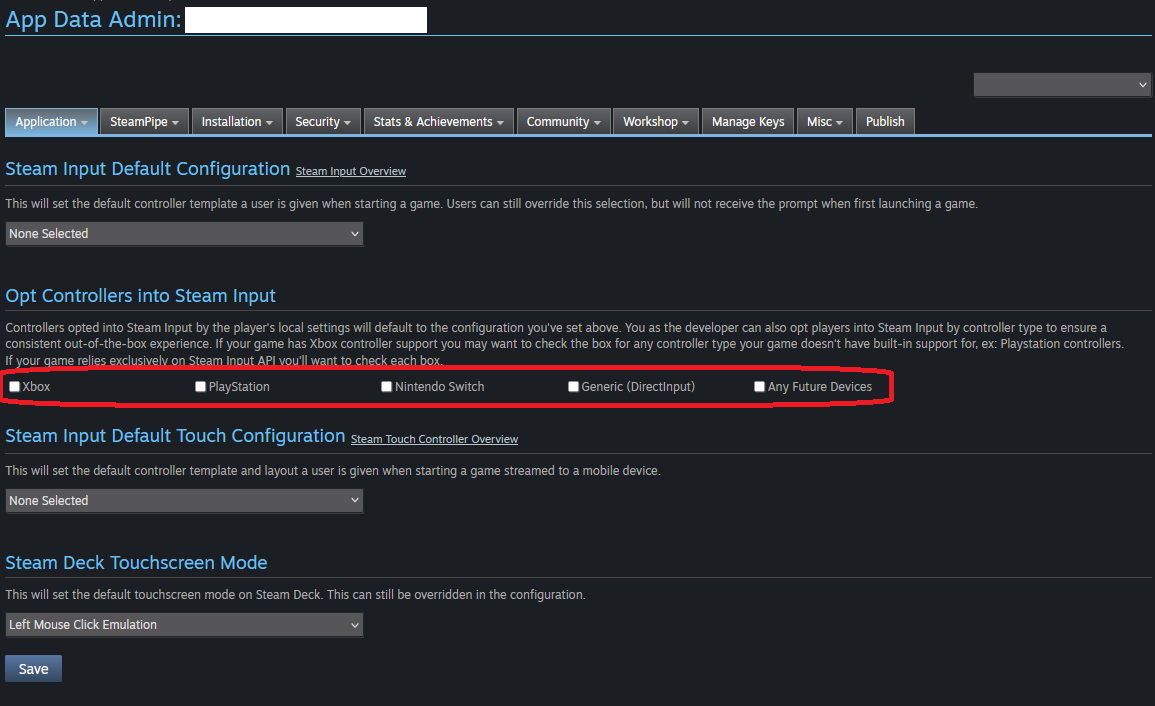 App Data Admin:
Application SteamPipe Installation Security Stats & Achievements Community Workshop Manage Keys Misc Publish
Steam Input Default Configuration Steam Input Overview
This will set the default controller template a user is given when starting a game. Users can still override this selection, but will not receive the prompt when first launching a game.
None Selected
Opt Controllers into Steam Input
Controllers opted into Steam Input by the player's local settings will default to the configuration you've set above. You as the developer can also opt players into Steam Input by controller type to ensure a
consistent out-of-the-box experience. If your game has Xbox controller support you may want to check the box for any controller type your game doesn't have built-in support for, ex: Playstation controllers.
If your game relies exclusively on Steam Input API you'll want to check each box.
Xbox PlayStation Nintendo Switch Generic (DirectInput) Any Future Devices
Steam Input Default Touch Configuration Steam Touch Controller Overview
This will set the default controller template and layout a user is given when starting a game streamed to a mobile device.
None Selected
Steam Deck Touchscreen Mode
This will set the default touchscreen mode on Steam Deck. This can still be overridden in the configuration.
Left Mouse Click Emulation
Save